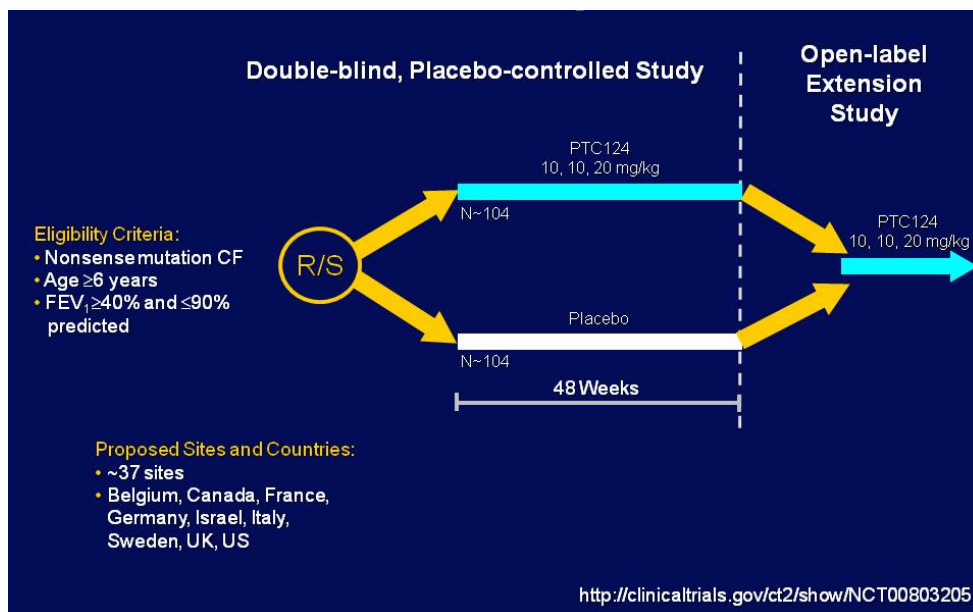 Double-blind, Placebo-controlled Study
Open-label
Extension
Study
PTC124
10, 10, 20 mg/kg
N~104
Eligibility Criteria:
• Nonsense mutation CF
• Age ≥6 years
• FEV₁≥40% and ≤90%
predicted
R/S
PTC124
10, 10, 20 mg/kg
Placebo
N~104
48 Weeks
Proposed Sites and Countries:
• ~37 sites
• Belgium, Canada, France,
Germany, Israel, Italy,
Sweden, UK, US
http://clinicaltrials.gov/ct2/show/NCT00803205